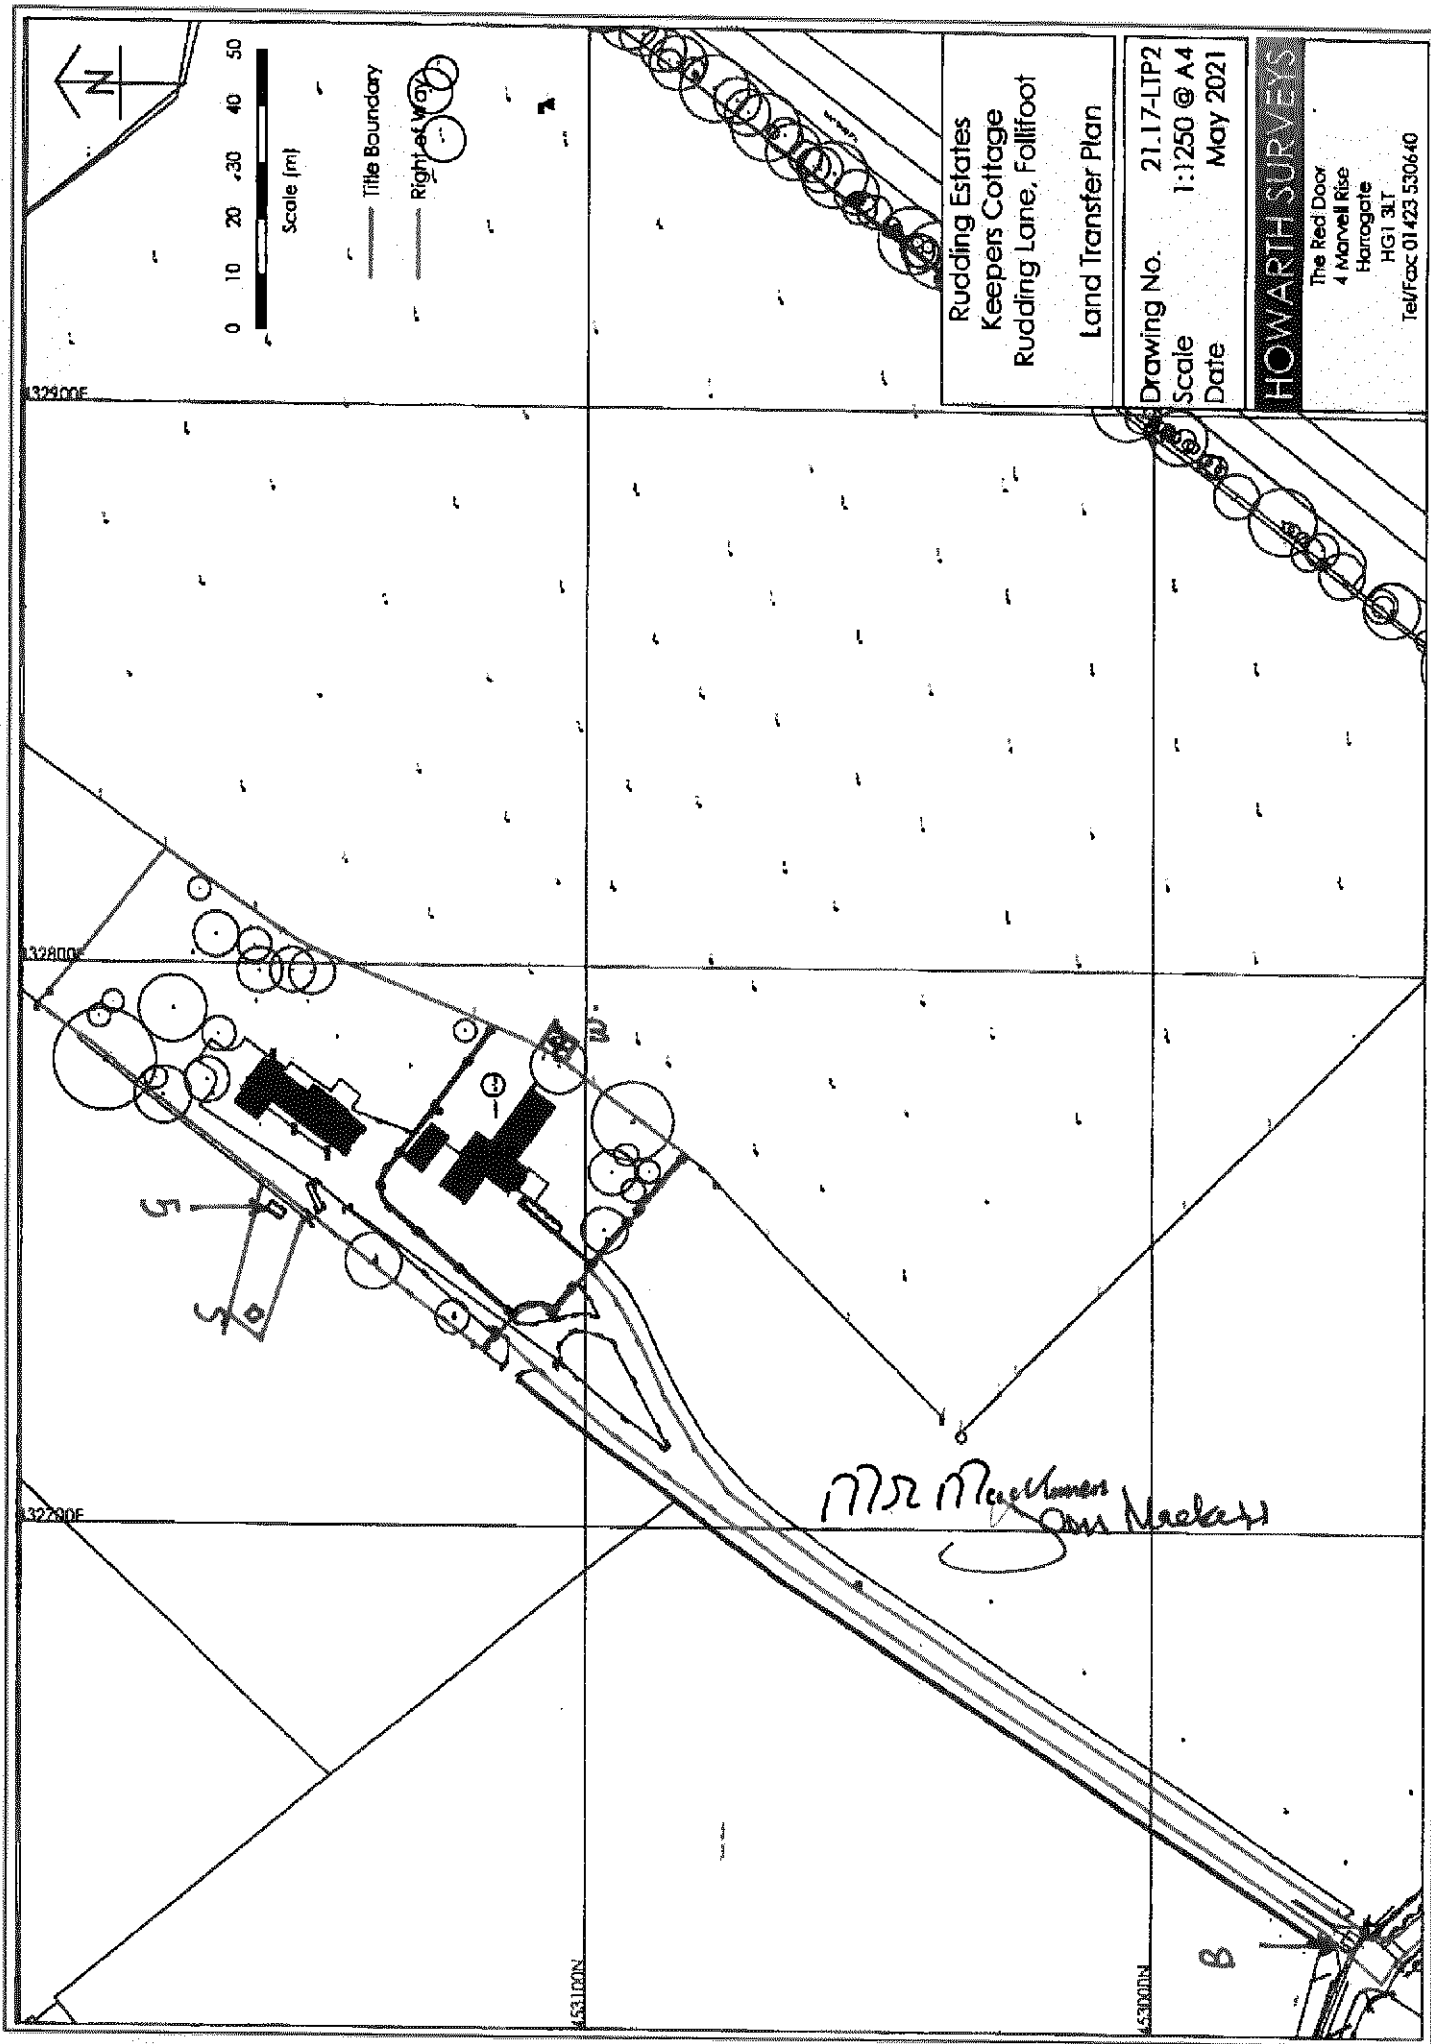 N
0 10 20 30 40 50
Scale (m)
Title Boundary
Right of Way
Rudding Estates
Keepers Cottage
Rudding Lane, Follifoot
Land Transfer Plan
Drawing No. 21.17-LTP2
Scale 1:1250 @ A4
Date May 2021
HOWARTH SURVEYS
The Red Door
4 Marvell Rise
Harrogate
HG1 3LT
Tel/Fax: 01423 530640
432900E
432800E
432700E
453100N
453000N
5
5
B